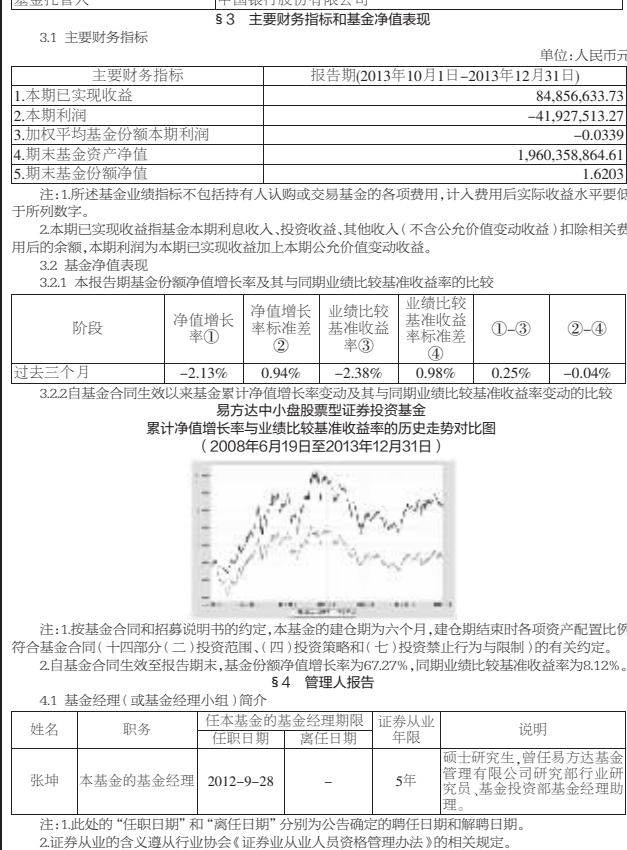 基金托管人 中国银行股份有限公司
§3 主要财务指标和基金净值表现
3.1 主要财务指标
单位:人民币元
主要财务指标 报告期(2013年10月1日-2013年12月31日)
1.本期已实现收益 84,856,633.73
2.本期利润 -41,927,513.27
3.加权平均基金份额本期利润 -0.0339
4.期末基金资产净值 1,960,358,864.61
5.期末基金份额净值 1.6203
注:1.所述基金业绩指标不包括持有人认购或交易基金的各项费用,计入费用后实际收益水平要低
于所列数字。
2.本期已实现收益指基金本期利息收入、投资收益、其他收入(不含公允价值变动收益)扣除相关费
用后的余额,本期利润为本期已实现收益加上本期公允价值变动收益。
3.2 基金净值表现
3.2.1 本报告期基金份额净值增长率及其与同期业绩比较基准收益率的比较
阶段 净值增长率① 净值增长率标准差② 业绩比较基准收益率③ 业绩比较基准收益率标准差④ ①-③ ②-④
过去三个月 -2.13% 0.94% -2.38% 0.98% 0.25% -0.04%
3.2.2自基金合同生效以来基金累计净值增长率变动及其与同期业绩比较基准收益率变动的比较
易方达中小盘股票型证券投资基金
累计净值增长率与业绩比较基准收益率的历史走势对比图
(2008年6月19日至2013年12月31日)
注:1.按基金合同和招募说明书的约定,本基金的建仓期为六个月,建仓期结束时各项资产配置比例
符合基金合同(十四部分(二)投资范围、(四)投资策略和(七)投资禁止行为与限制)的有关约定。
2.自基金合同生效至报告期末,基金份额净值增长率为67.27%,同期业绩比较基准收益率为8.12%。
§4 管理人报告
4.1 基金经理(或基金经理小组)简介
姓名 职务 任本基金的基金经理期限 证券从业年限 说明
任职日期 离任日期
张坤 本基金的基金经理 2012-9-28 - 5年 硕士研究生,曾任易方达基金管理有限公司研究部行业研究员、基金投资部基金经理助理。
注:1.此处的“任职日期”和“离任日期”分别为公告确定的聘任日期和解聘日期。
2.证券从业的含义遵从行业协会《证券业从业人员资格管理办法》的相关规定。